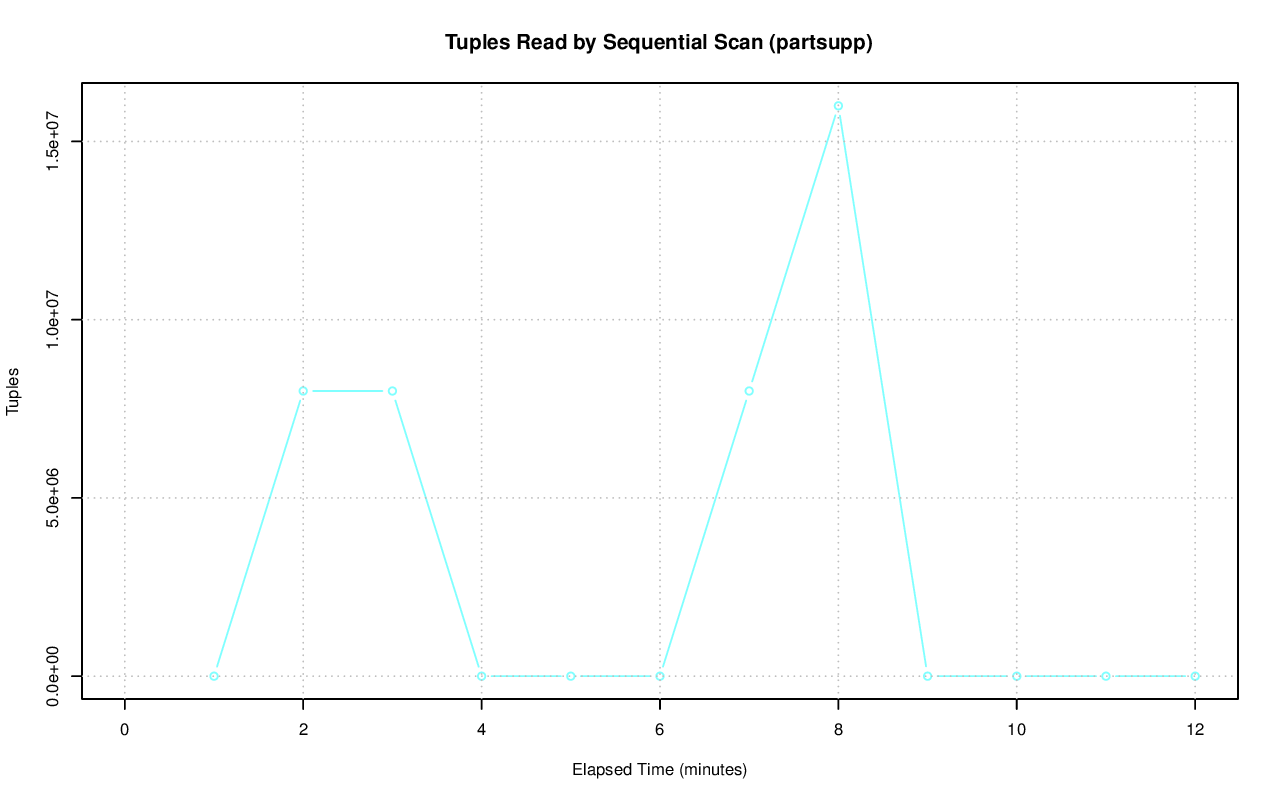 Tuples Read by Sequential Scan (partsupp)
1.5e+07
1.0e+07
5.0e+06
0.0e+00
Tuples
0 2 4 6 8 10 12
Elapsed Time (minutes)